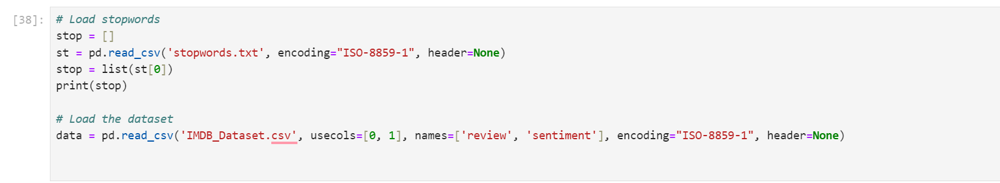 [38]: # Load stopwords
stop = []
st = pd.read_csv('stopwords.txt', encoding="ISO-8859-1", header=None)
stop = list(st[0])
print(stop)
# Load the dataset
data = pd.read_csv('IMDB_Dataset.csv', usecols=[0, 1], names=['review', 'sentiment'], encoding="ISO-8859-1", header=None)